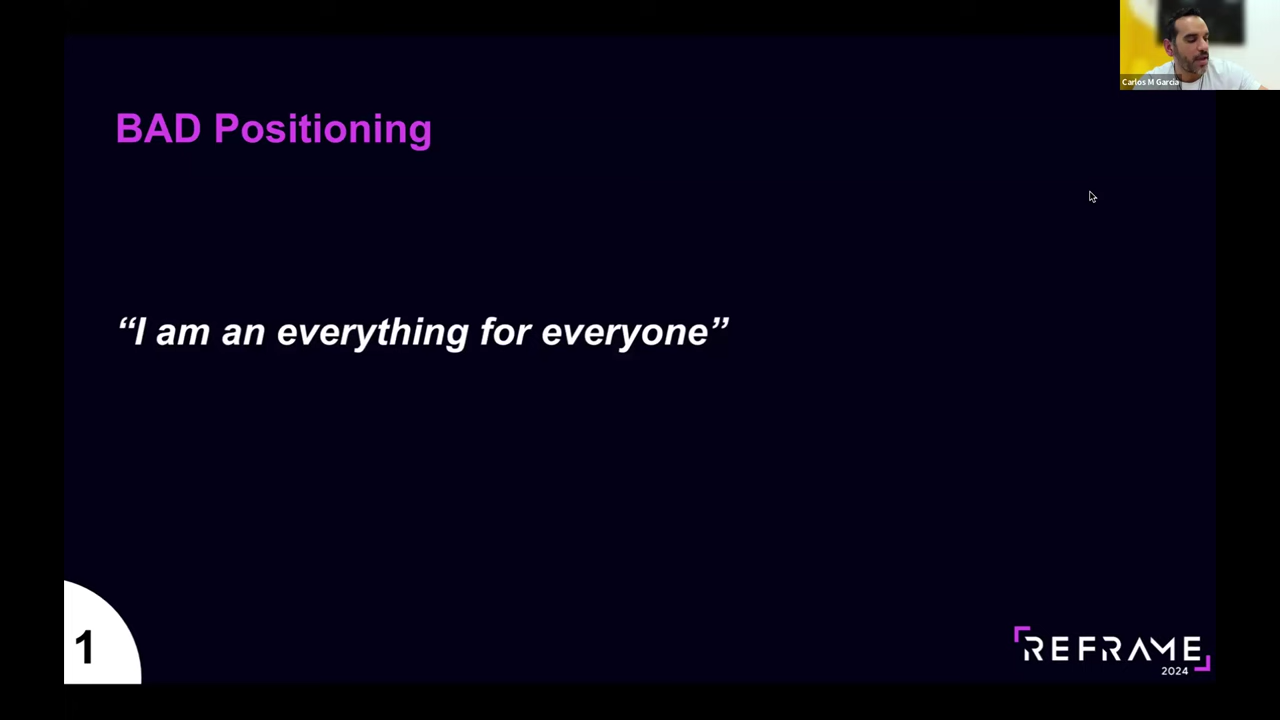 Carlos M Garcia
BAD Positioning
“I am an everything for everyone”
1
REFRAME
2024